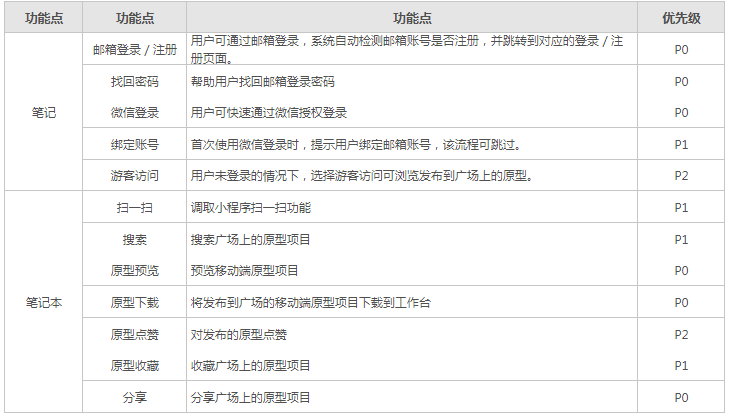 功能点 功能点 功能点 优先级
笔记
邮箱登录 / 注册 用户可通过邮箱登录，系统自动检测邮箱账号是否注册，并跳转到对应的登录 / 注
册页面。 P0
找回密码 帮助用户找回邮箱登录密码 P0
微信登录 用户可快速通过微信授权登录 P0
绑定账号 首次使用微信登录时，提示用户绑定邮箱账号，该流程可跳过。 P1
游客访问 用户未登录的情况下，选择游客访问可浏览发布到广场上的原型。 P2
笔记本
扫一扫 调取小程序扫一扫功能 P1
搜索 搜索广场上的原型项目 P1
原型预览 预览移动端原型项目 P0
原型下载 将发布到广场的移动端原型项目下载到工作台 P0
原型点赞 对发布的原型点赞 P2
原型收藏 收藏广场上的原型项目 P1
分享 分享广场上的原型项目 P0